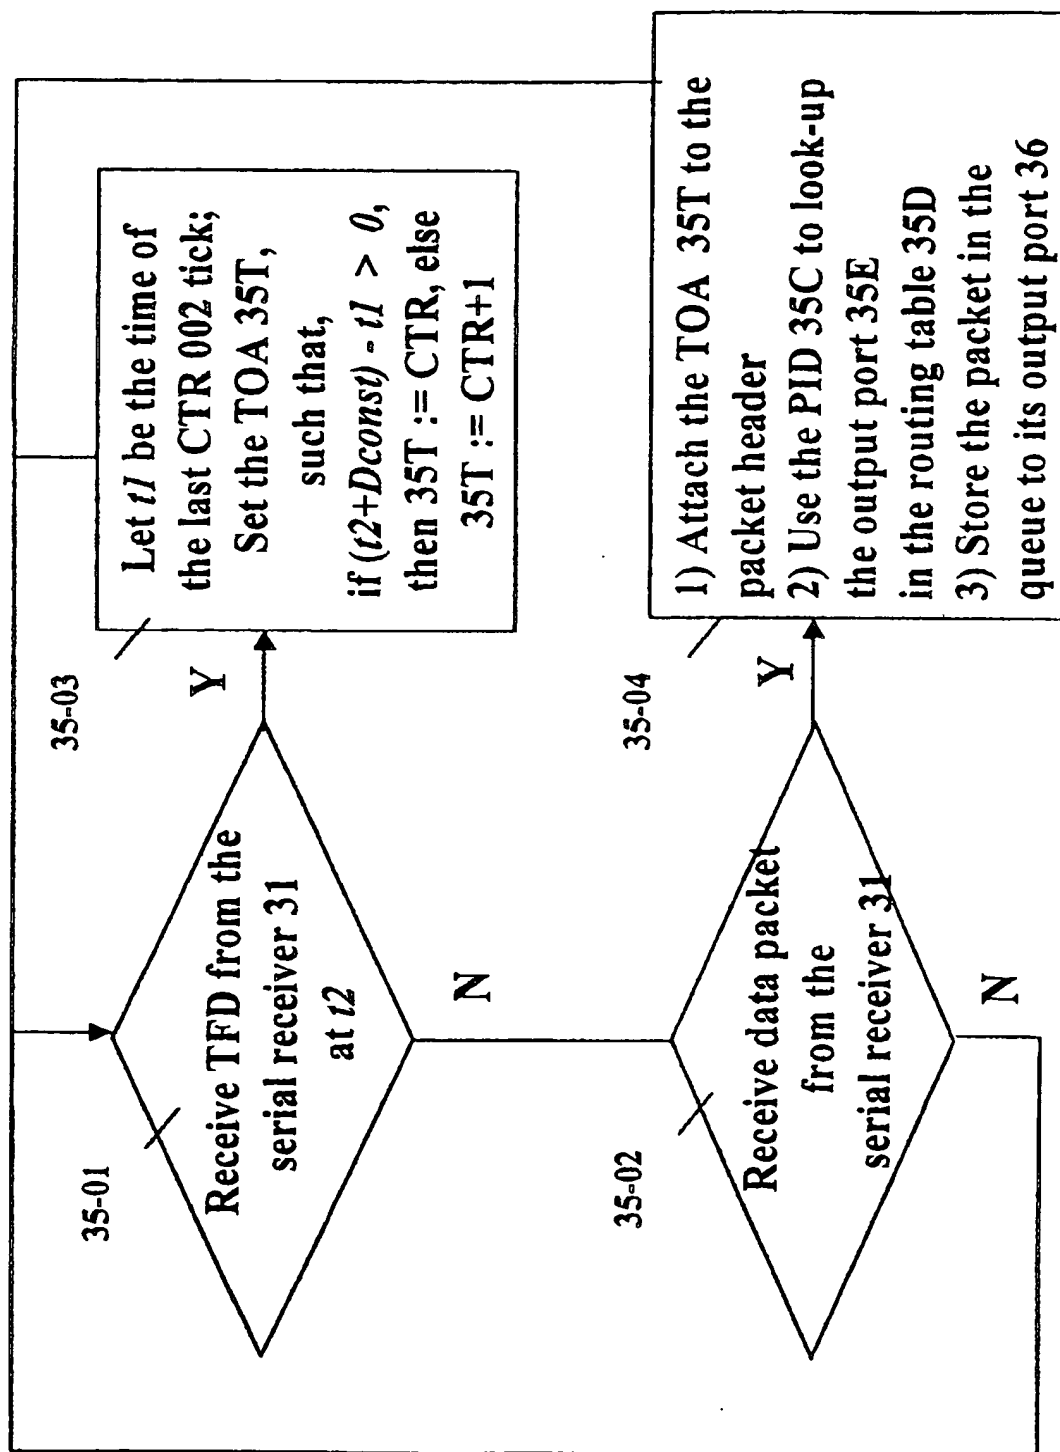 35-01
Receive TFD from the
serial receiver 31
at t2
Y
N
35-03
Let t1 be the time of
the last CTR 002 tick;
Set the TOA 35T,
such that,
if (t2+Dconst) - t1 > 0,
then 35T := CTR, else
35T := CTR+1
35-02
Receive data packet
from the
serial receiver 31
Y
N
35-04
1) Attach the TOA 35T to the
packet header
2) Use the PID 35C to look-up
the output port 35E
in the routing table 35D
3) Store the packet in the
queue to its output port 36